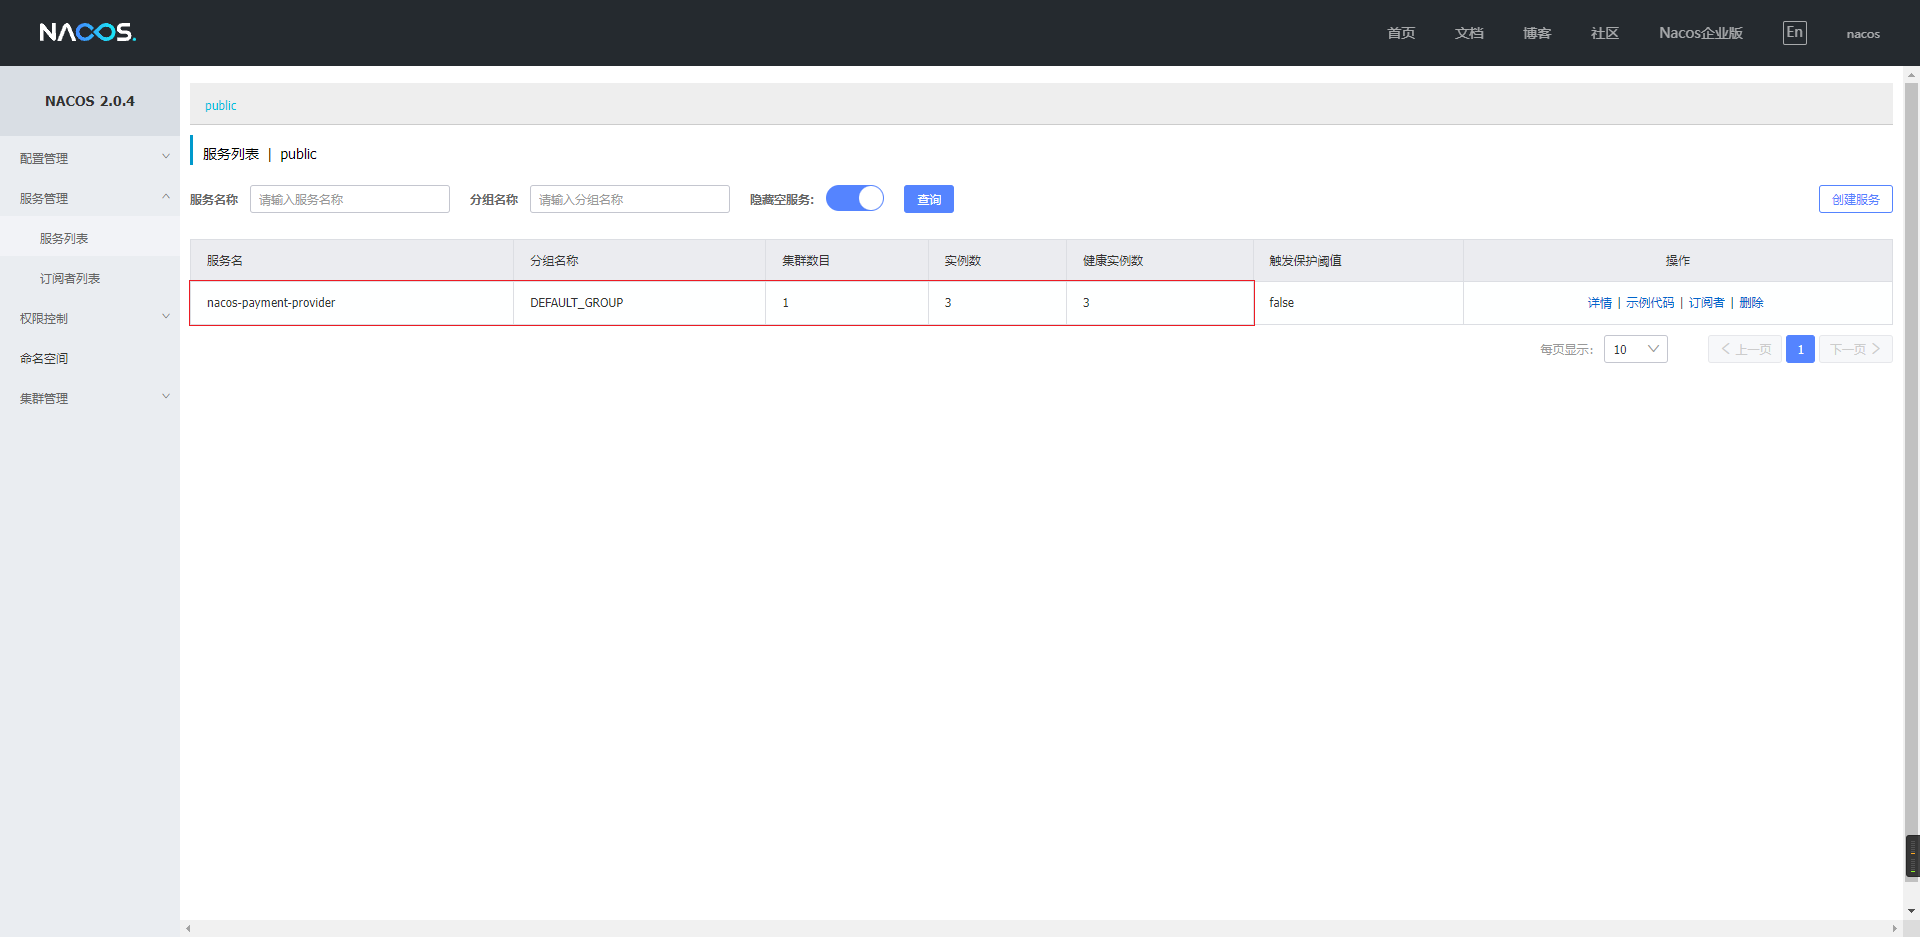 NACOS. 首页 文档 博客 社区 Nacos企业版 En nacos
NACOS 2.0.4
配置管理
服务管理
服务列表
订阅者列表
权限控制
命名空间
集群管理
public
服务列表 | public
服务名称 请输入服务名称 分组名称 请输入分组名称 隐藏空服务: 查询 创建服务
服务名 分组名称 集群数目 实例数 健康实例数 触发保护阈值 操作
nacos-payment-provider DEFAULT_GROUP 1 3 3 false 详情 | 示例代码 | 订阅者 | 删除
每页显示: 10 上一页 1 下一页